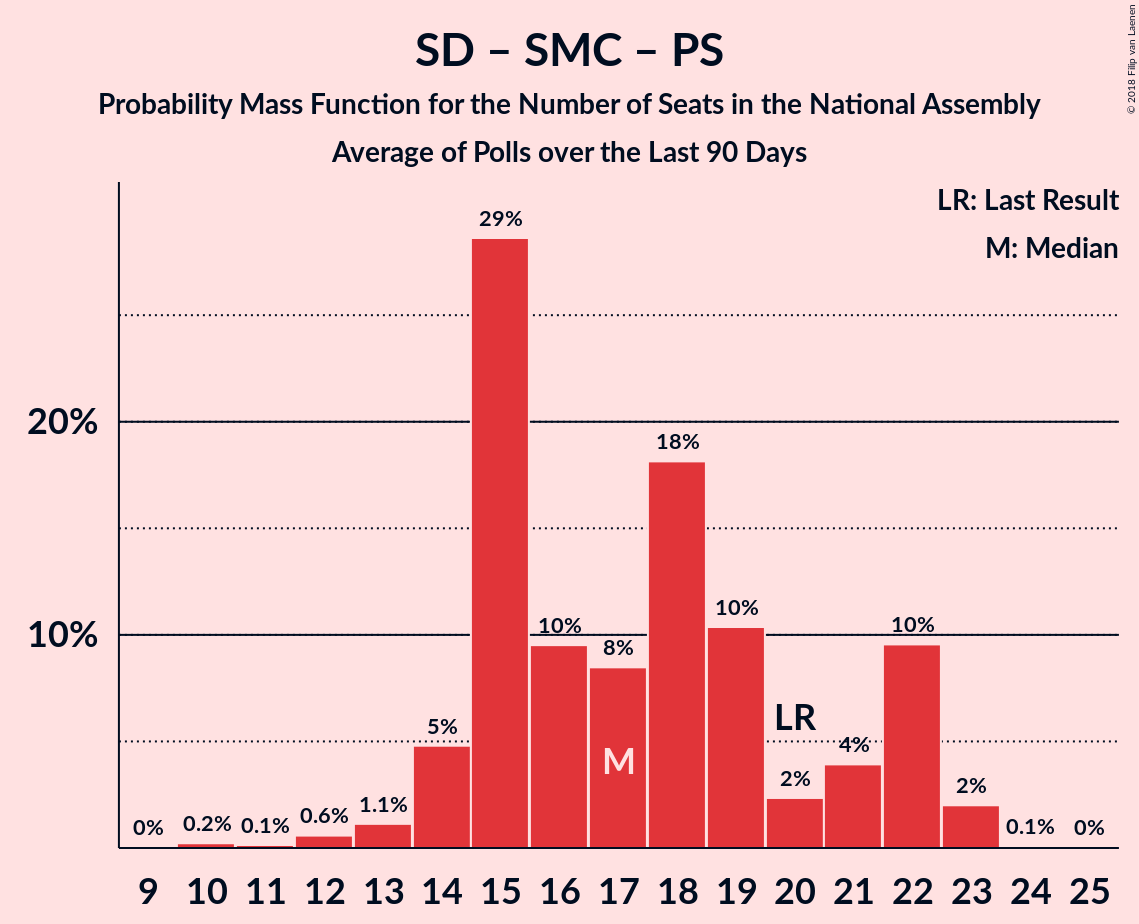 SD – SMC – PS
Probability Mass Function for the Number of Seats in the National Assembly
Average of Polls over the Last 90 Days
© 2018 Filip van Laenen
LR: Last Result
M: Median
20%
10%
0%
0.2%
0.1%
0.6%
1.1%
5%
29%
10%
8%
18%
10%
2%
4%
10%
2%
0.1%
0%
M
LR
9 10 11 12 13 14 15 16 17 18 19 20 21 22 23 24 25